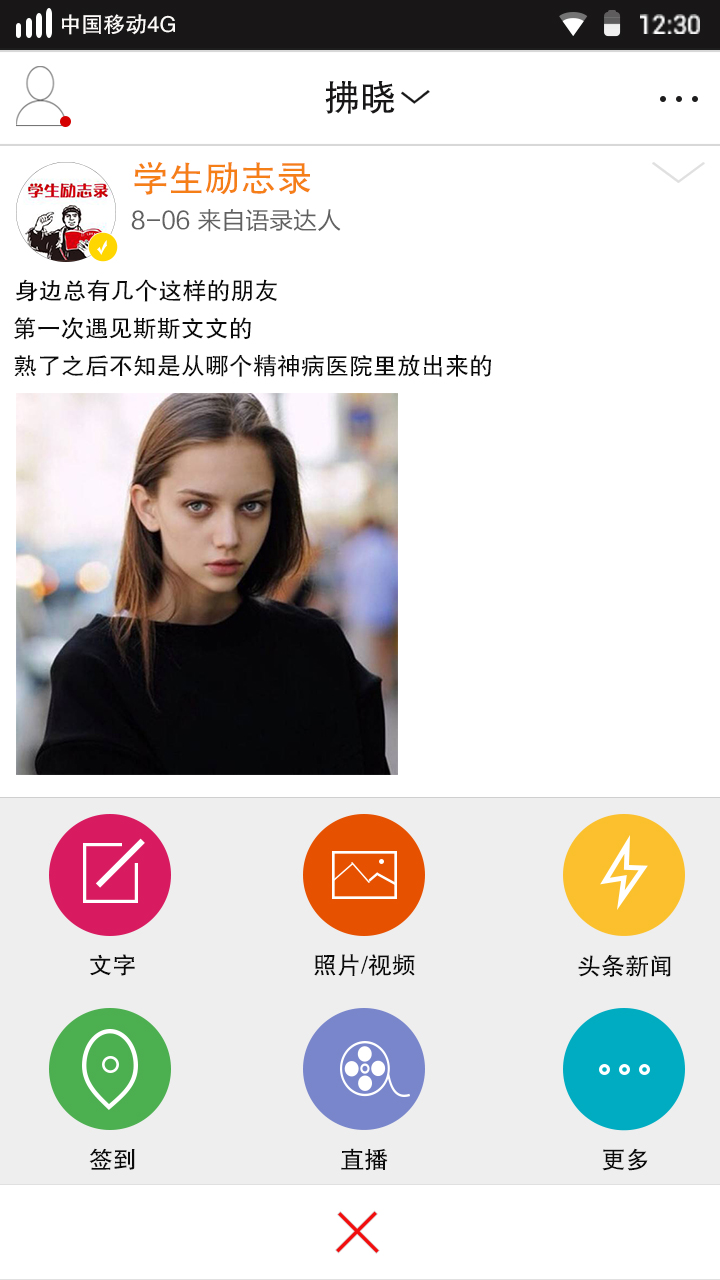 中国移动4G
12:30
拂晓
学生励志录
学生励志录
8-06 来自语录达人
身边总有几个这样的朋友
第一次遇见斯斯文文的
熟了之后不知是从哪个精神病医院里放出来的
文字
照片/视频
头条新闻
签到
直播
更多